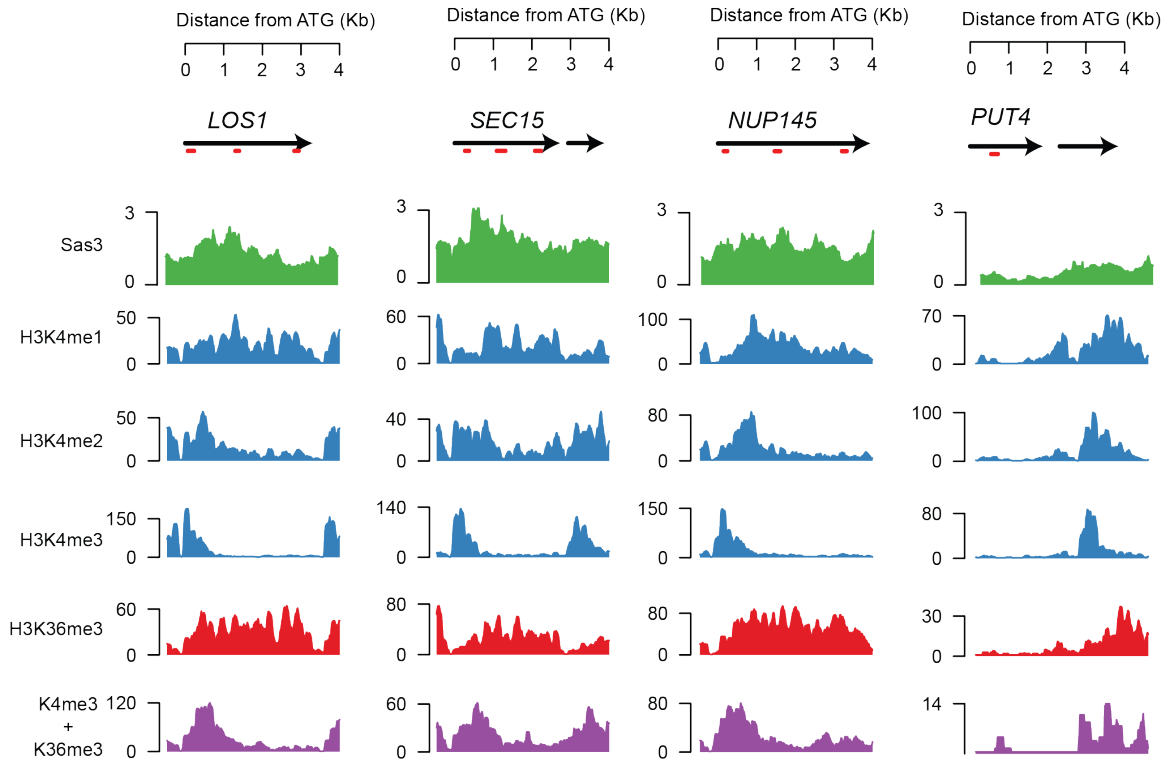 Distance from ATG (Kb) Distance from ATG (Kb) Distance from ATG (Kb) Distance from ATG (Kb)
0 1 2 3 4 0 1 2 3 4 0 1 2 3 4 0 1 2 3 4
LOS1 SEC15 NUP145 PUT4
Sas3 3 0 3 0 3 0 3 0
H3K4me1 50 0 60 0 100 0 70 0
H3K4me2 50 0 40 0 80 0 100 0
H3K4me3 150 0 140 0 150 0 80 0
H3K36me3 60 0 80 0 80 0 30 0
K4me3 120 60 80 14
+
K36me3 0 0 0